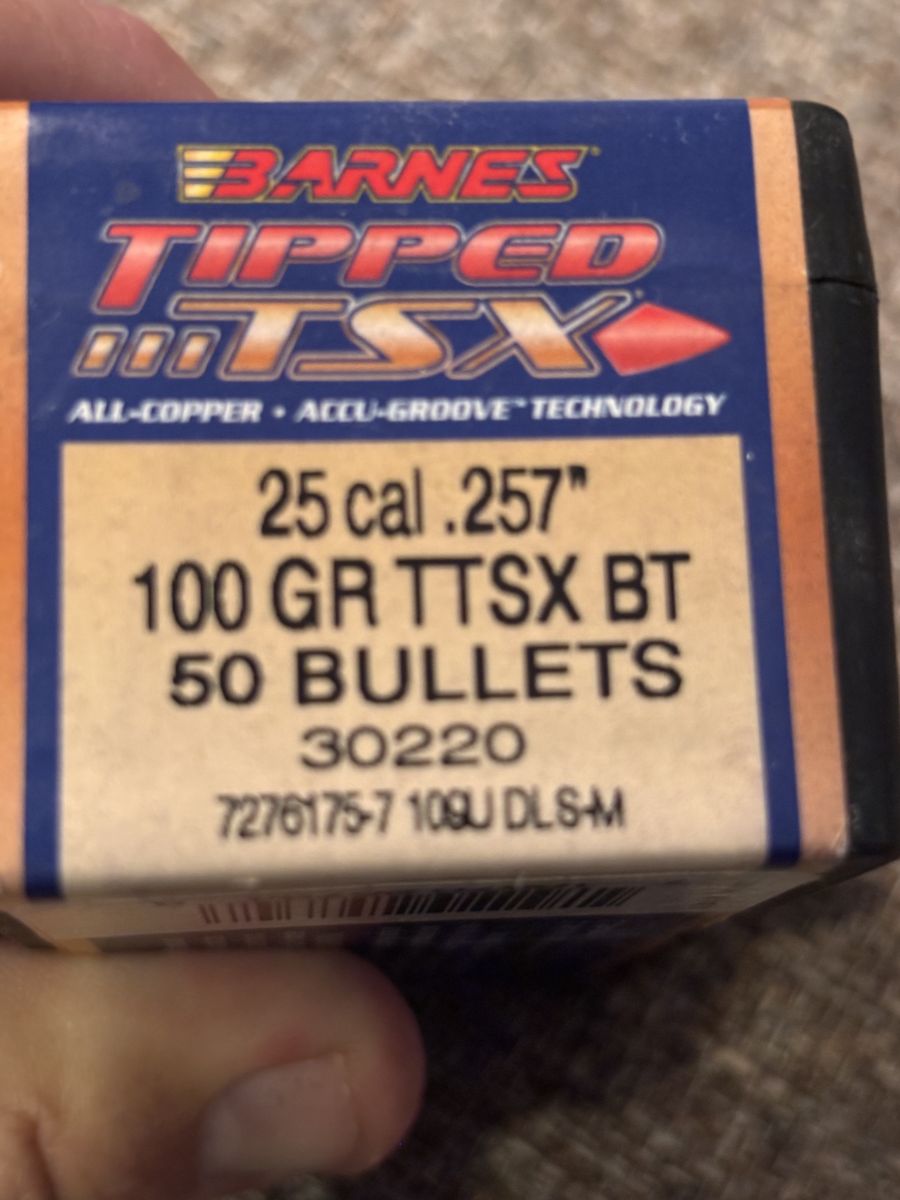 BARNES
TIPPED
TSX
ALL-COPPER • ACCU-GROOVE™ TECHNOLOGY
25 cal .257"
100 GR TTSX BT
50 BULLETS
30220
7276175-7 109U DLS-M